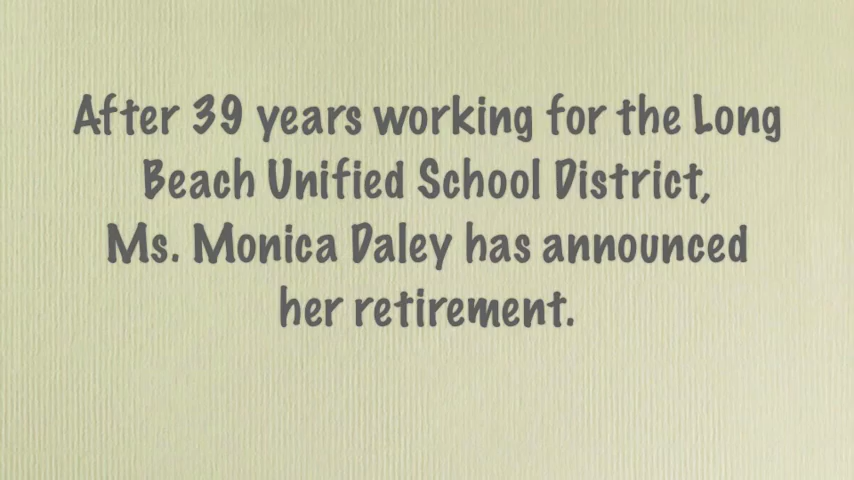 After 39 years working for the Long
Beach Unified School District,
Ms. Monica Daley has announced
her retirement.